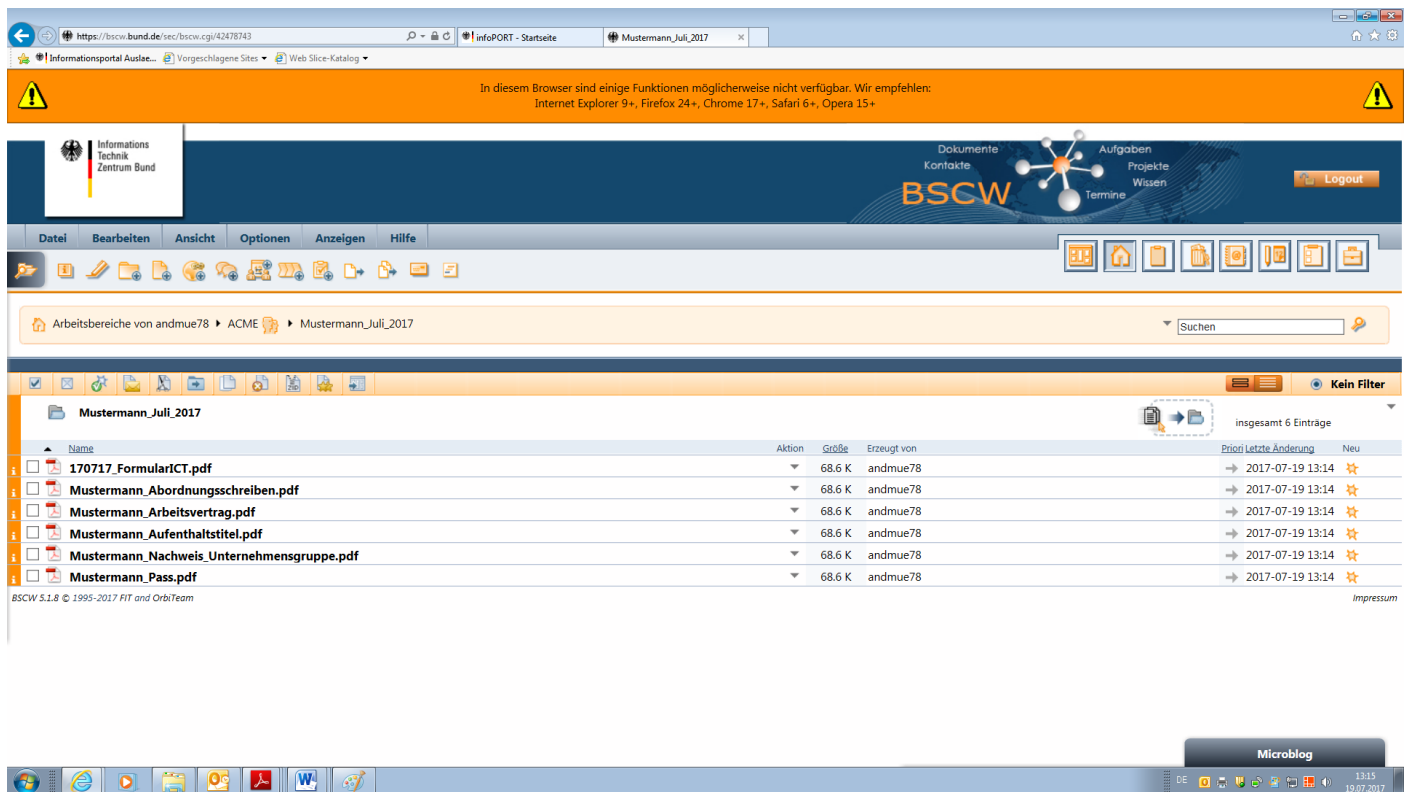 https://bscw.bund.de/sec/bscw.cgi/42478743 infoPORT - Startseite Mustermann_Juli_2017
Informationsportal Auslae... Vorgeschlagene Sites Web Slice-Katalog
In diesem Browser sind einige Funktionen möglicherweise nicht verfügbar. Wir empfehlen:
Internet Explorer 9+, Firefox 24+, Chrome 17+, Safari 6+, Opera 15+
Informations
Technik
Zentrum Bund
Dokumente
Kontakte
BSCW
Aufgaben
Projekte
Wissen
Termine
Logout
Datei Bearbeiten Ansicht Optionen Anzeigen Hilfe
Arbeitsbereiche von andmue78 ACME Mustermann_Juli_2017 Suchen
Kein Filter
Mustermann_Juli_2017 insgesamt 6 Einträge
Name Aktion Größe Erzeugt von Priori Letzte Änderung Neu
170717_FormularICT.pdf 68.6 K andmue78 2017-07-19 13:14
Mustermann_Abordnungsschreiben.pdf 68.6 K andmue78 2017-07-19 13:14
Mustermann_Arbeitsvertrag.pdf 68.6 K andmue78 2017-07-19 13:14
Mustermann_Aufenthaltstitel.pdf 68.6 K andmue78 2017-07-19 13:14
Mustermann_Nachweis_Unternehmensgruppe.pdf 68.6 K andmue78 2017-07-19 13:14
Mustermann_Pass.pdf 68.6 K andmue78 2017-07-19 13:14
BSCW 5.1.8 © 1995-2017 FIT and OrbiTeam Impressum
Microblog
DE 13:15
19.07.2017